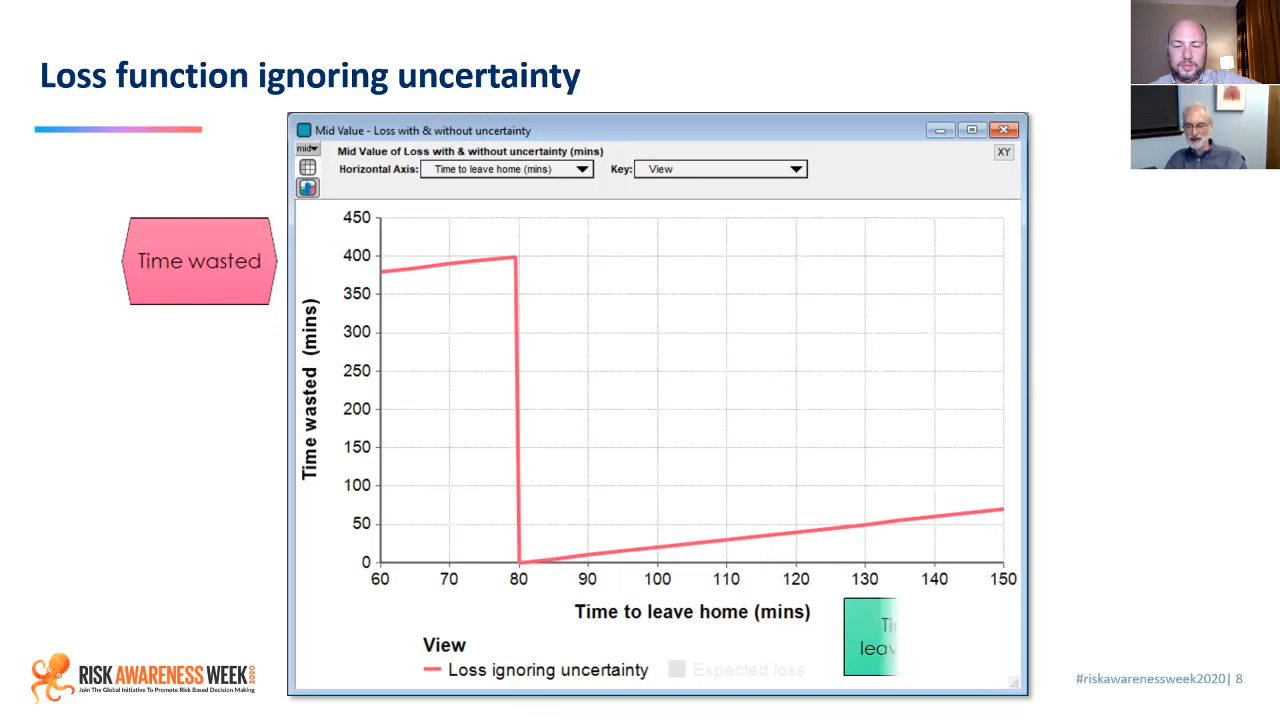 Loss function ignoring uncertainty
Mid Value - Loss with & without uncertainty
mid
Mid Value of Loss with & without uncertainty (mins)
XY
Horizontal Axis: Time to leave home (mins) Key: View
Time wasted
450
400
350
300
250
200
150
100
50
0
Time wasted (mins)
60 70 80 90 100 110 120 130 140 150
Time to leave home (mins)
View
Loss ignoring uncertainty Expected loss
RISK AWARENESS WEEK 2020
Join The Global Initiative To Promote Risk Based Decision Making
#riskawarenessweek2020| 8